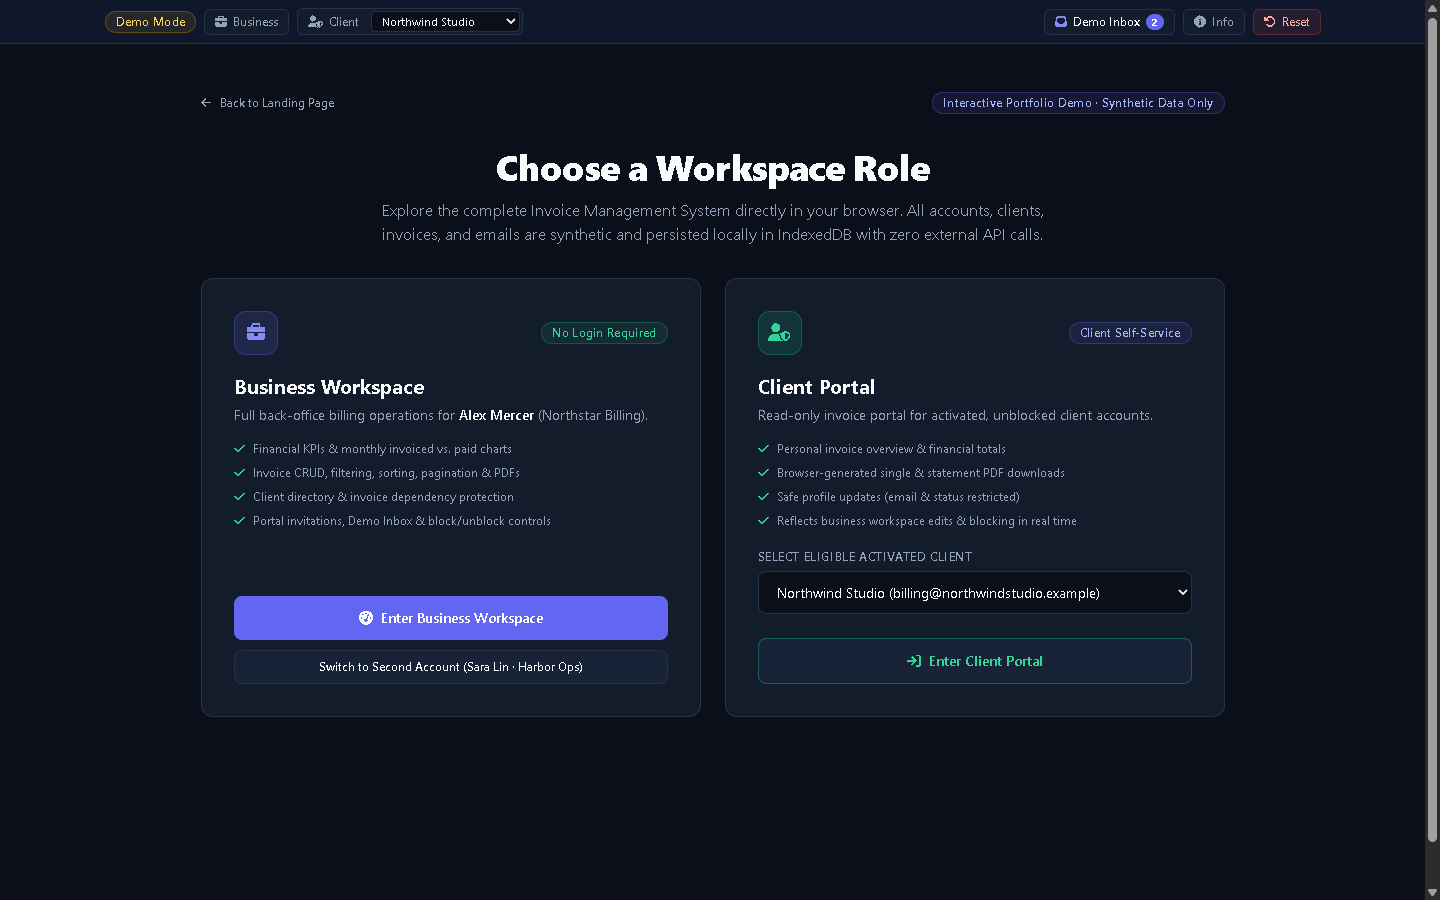 Demo Mode
Business
Client
Northwind Studio
Demo Inbox 2
Info
Reset
Back to Landing Page
Interactive Portfolio Demo · Synthetic Data Only
Choose a Workspace Role
Explore the complete Invoice Management System directly in your browser. All accounts, clients,
invoices, and emails are synthetic and persisted locally in IndexedDB with zero external API calls.
No Login Required
Business Workspace
Full back-office billing operations for Alex Mercer (Northstar Billing).
Financial KPIs & monthly invoiced vs. paid charts
Invoice CRUD, filtering, sorting, pagination & PDFs
Client directory & invoice dependency protection
Portal invitations, Demo Inbox & block/unblock controls
Enter Business Workspace
Switch to Second Account (Sara Lin · Harbor Ops)
Client Self-Service
Client Portal
Read-only invoice portal for activated, unblocked client accounts.
Personal invoice overview & financial totals
Browser-generated single & statement PDF downloads
Safe profile updates (email & status restricted)
Reflects business workspace edits & blocking in real time
SELECT ELIGIBLE ACTIVATED CLIENT
Northwind Studio (billing@northwindstudio.example)
Enter Client Portal